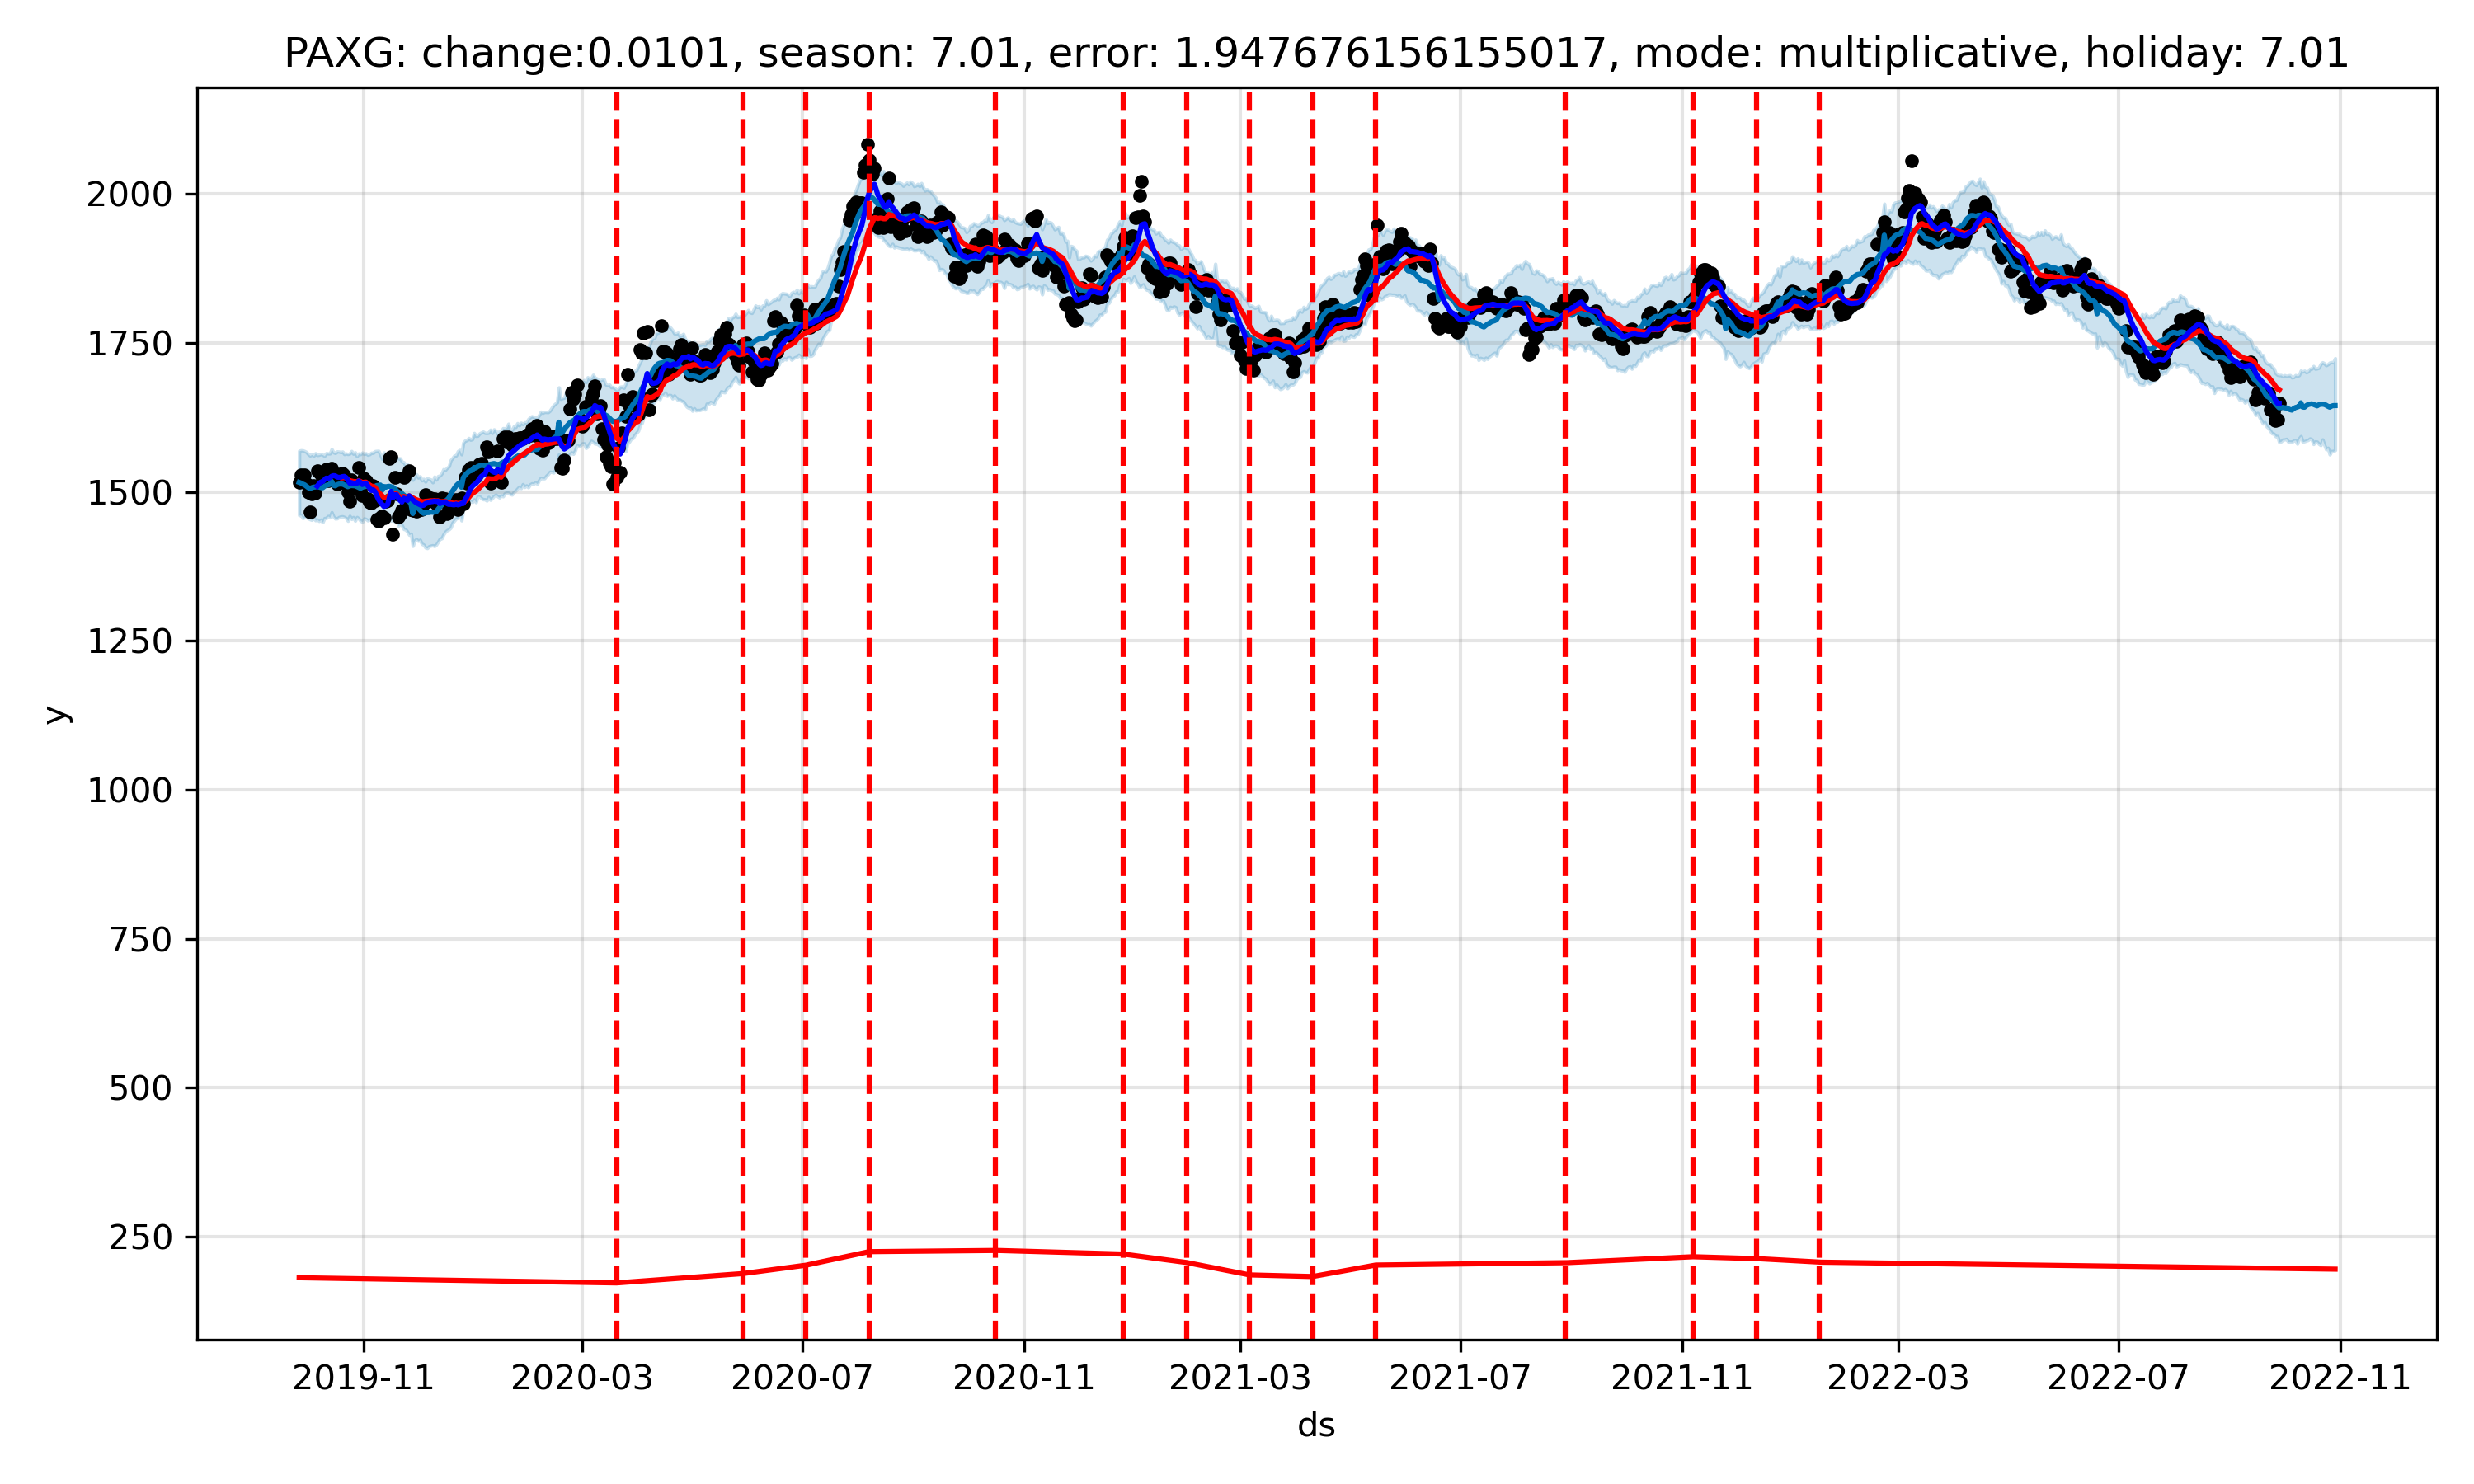 PAXG: change:0.0101, season: 7.01, error: 1.9476761561550​17, mode: multiplicative, holiday: 7.01
2000
1750
1500
1250
1000
750
500
250
y
2019-11 2020-03 2020-07 2020-11 2021-03 2021-07 2021-11 2022-03 2022-07 2022-11
ds